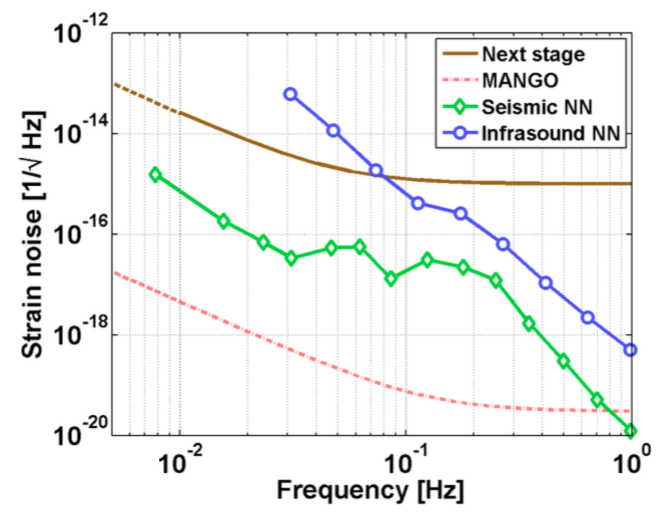 10^-12
10^-14
10^-16
10^-18
10^-20
Strain noise [1/√ Hz]
Next stage
MANGO
Seismic NN
Infrasound NN
10^-2
10^-1
10^0
Frequency [Hz]